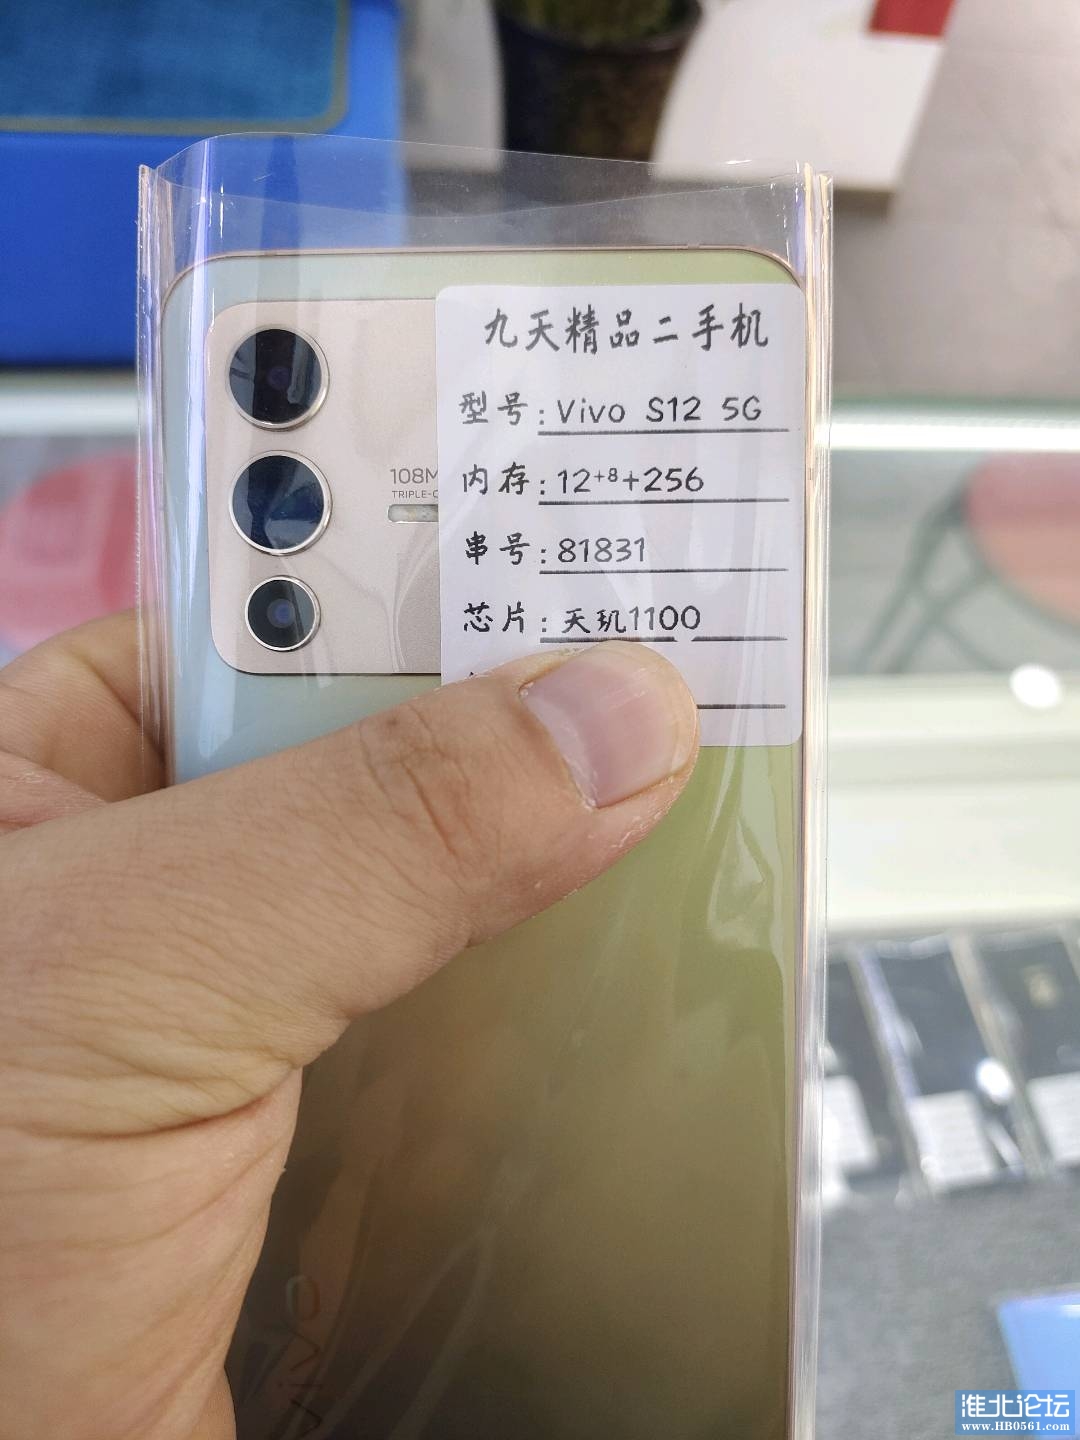 九天精品二手机
型号：Vivo S12 5G
内存：12+8+256
串号：81831
芯片：天玑1100
108M
TRIPLE-C
vivo
淮北论坛
www.HB0561.com